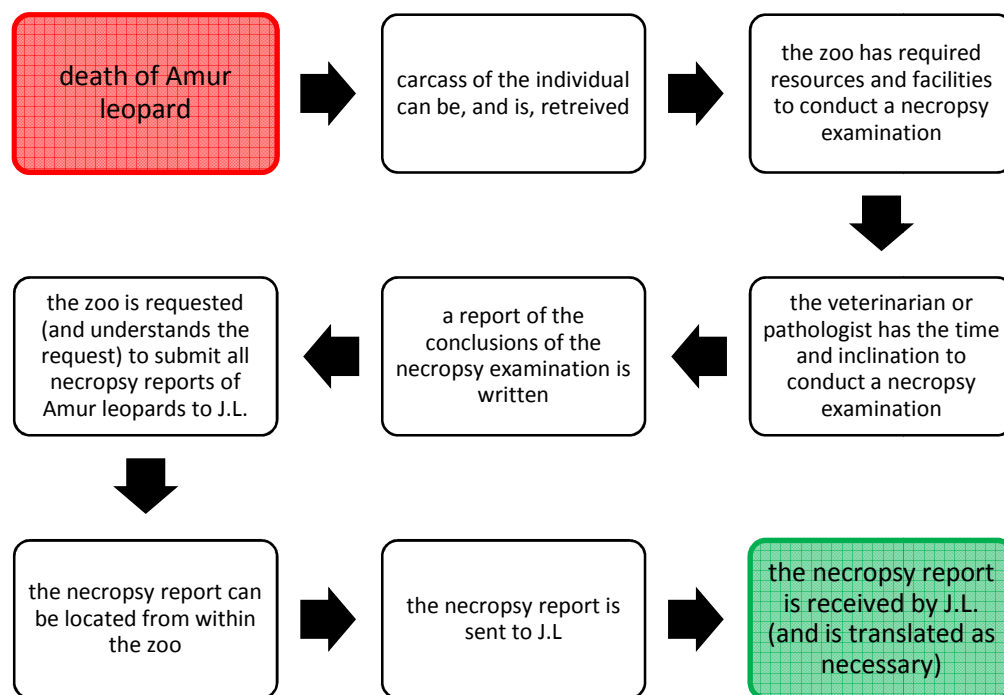 death of Amur
leopard
carcass of the individual
can be, and is, retreived
the zoo has required
resources and facilities
to conduct a necropsy
examination
the veterinarian or
pathologist has the time
and inclination to
conduct a necropsy
examination
a report of the
conclusions of the
necropsy examination is
written
the zoo is requested
(and understands the
request) to submit all
necropsy reports of
Amur leopards to J.L.
the necropsy report can
be located from within
the zoo
the necropsy report is
sent to J.L
the necropsy report
is received by J.L.
(and is translated as
necessary)